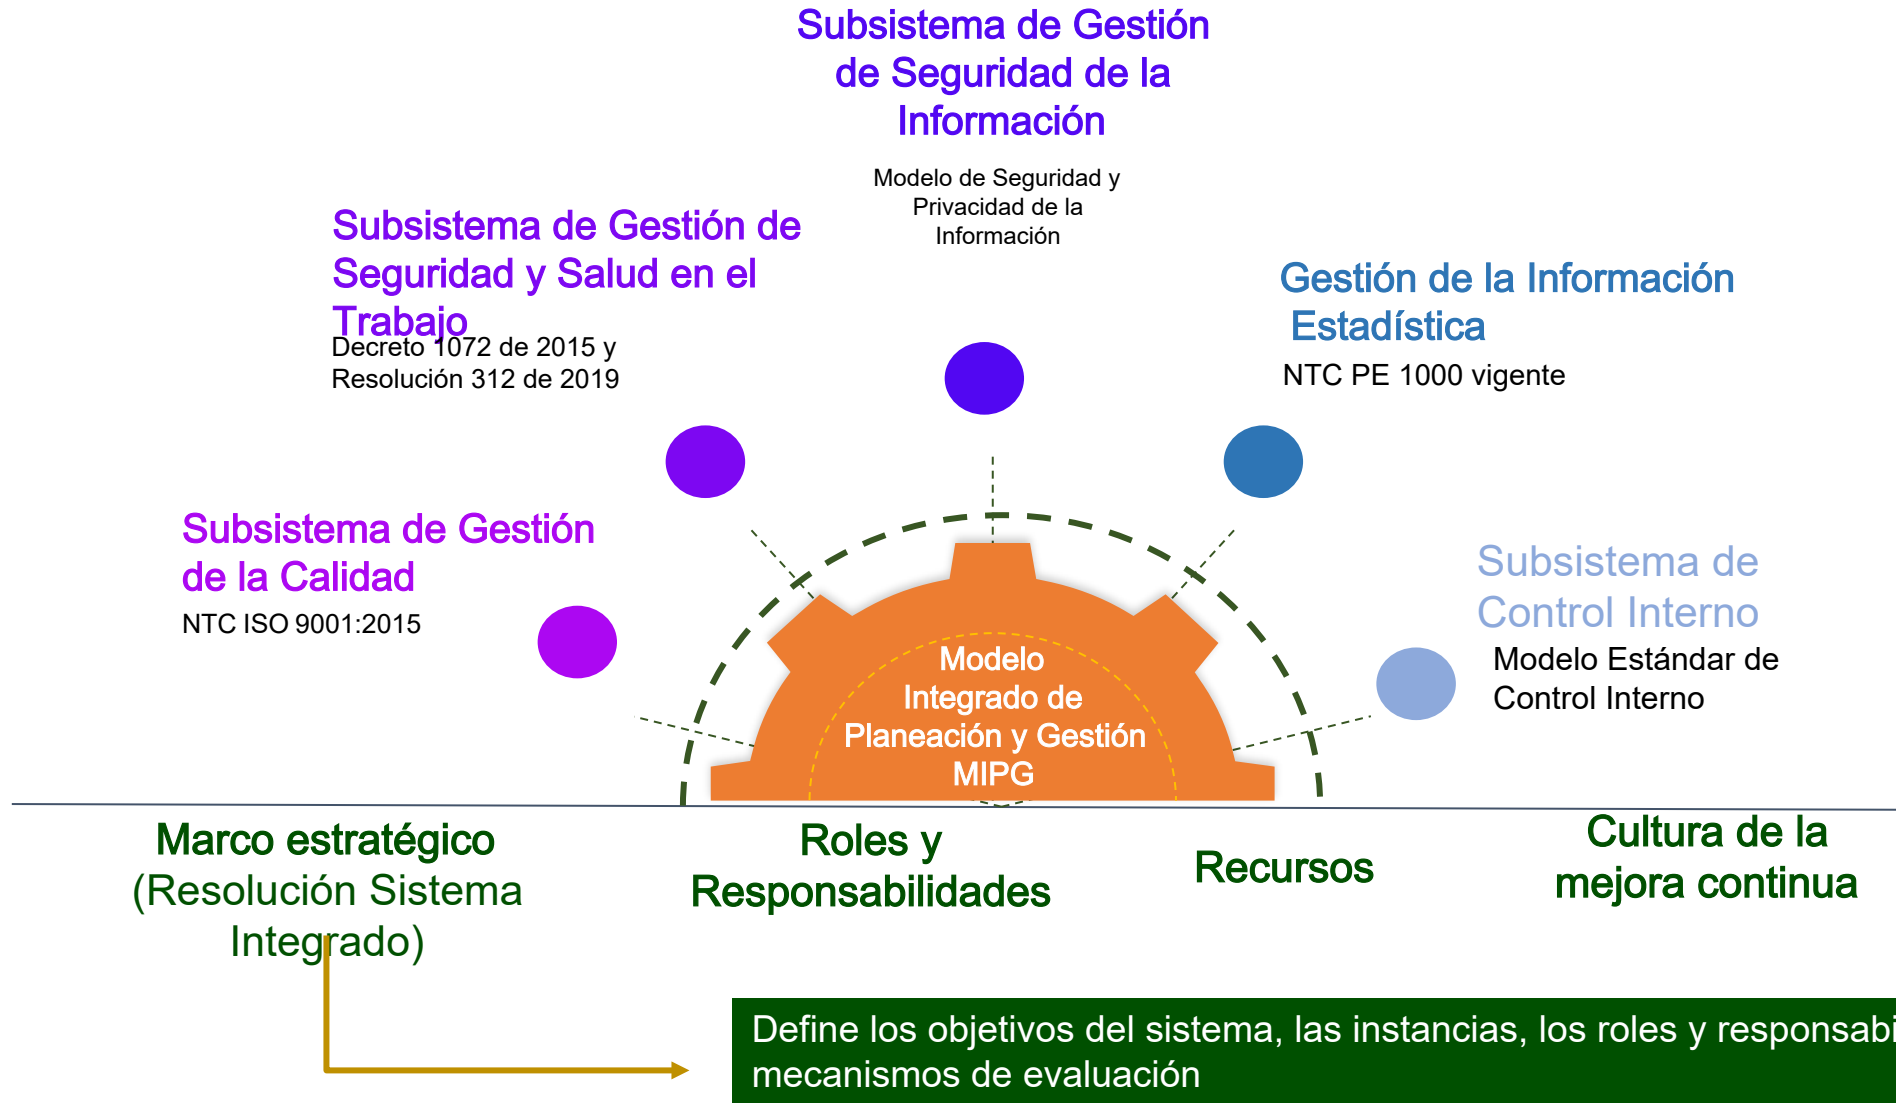 Subsistema de Gestión
de Seguridad de la
Información
Modelo de Seguridad y
Privacidad de la
Información
Subsistema de Gestión de
Seguridad y Salud en el
Trabajo
Decreto 1072 de 2015 y
Resolución 312 de 2019
Gestión de la Información
Estadística
NTC PE 1000 vigente
Subsistema de Gestión
de la Calidad
NTC ISO 9001:2015
Subsistema de
Control Interno
Modelo Estándar de
Control Interno
Modelo
Integrado de
Planeación y Gestión
MIPG
Marco estratégico
(Resolución Sistema
Integrado)
Roles y
Responsabilidades
Recursos
Cultura de la
mejora continua
Define los objetivos del sistema, las instancias, los roles y
mecanismos de evaluación